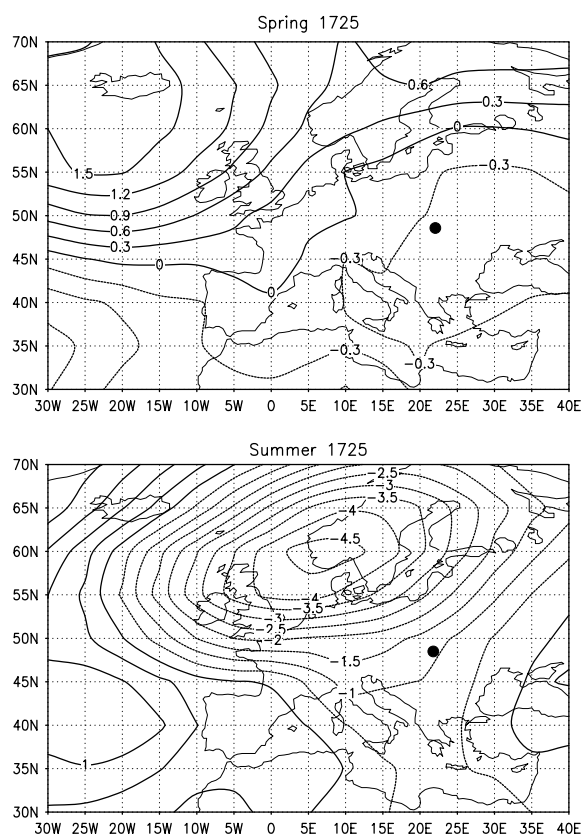 Spring 1725
70N
65N
60N
55N
50N
45N
40N
35N
30N
0.6
0.3
0
-0.3
1.5
1.2
0.9
0.6
0.3
0
-0.3
0
-0.3
-0.3
30W 25W 20W 15W 10W 5W 0 5E 10E 15E 20E 25E 30E 35E 40E
Summer 1725
70N
65N
60N
55N
50N
45N
40N
35N
30N
-2.5
-3
-3.5
-4
-4.5
-4
-3.5
-3
-2.5
-2
-1.5
-1
1
30W 25W 20W 15W 10W 5W 0 5E 10E 15E 20E 25E 30E 35E 40E